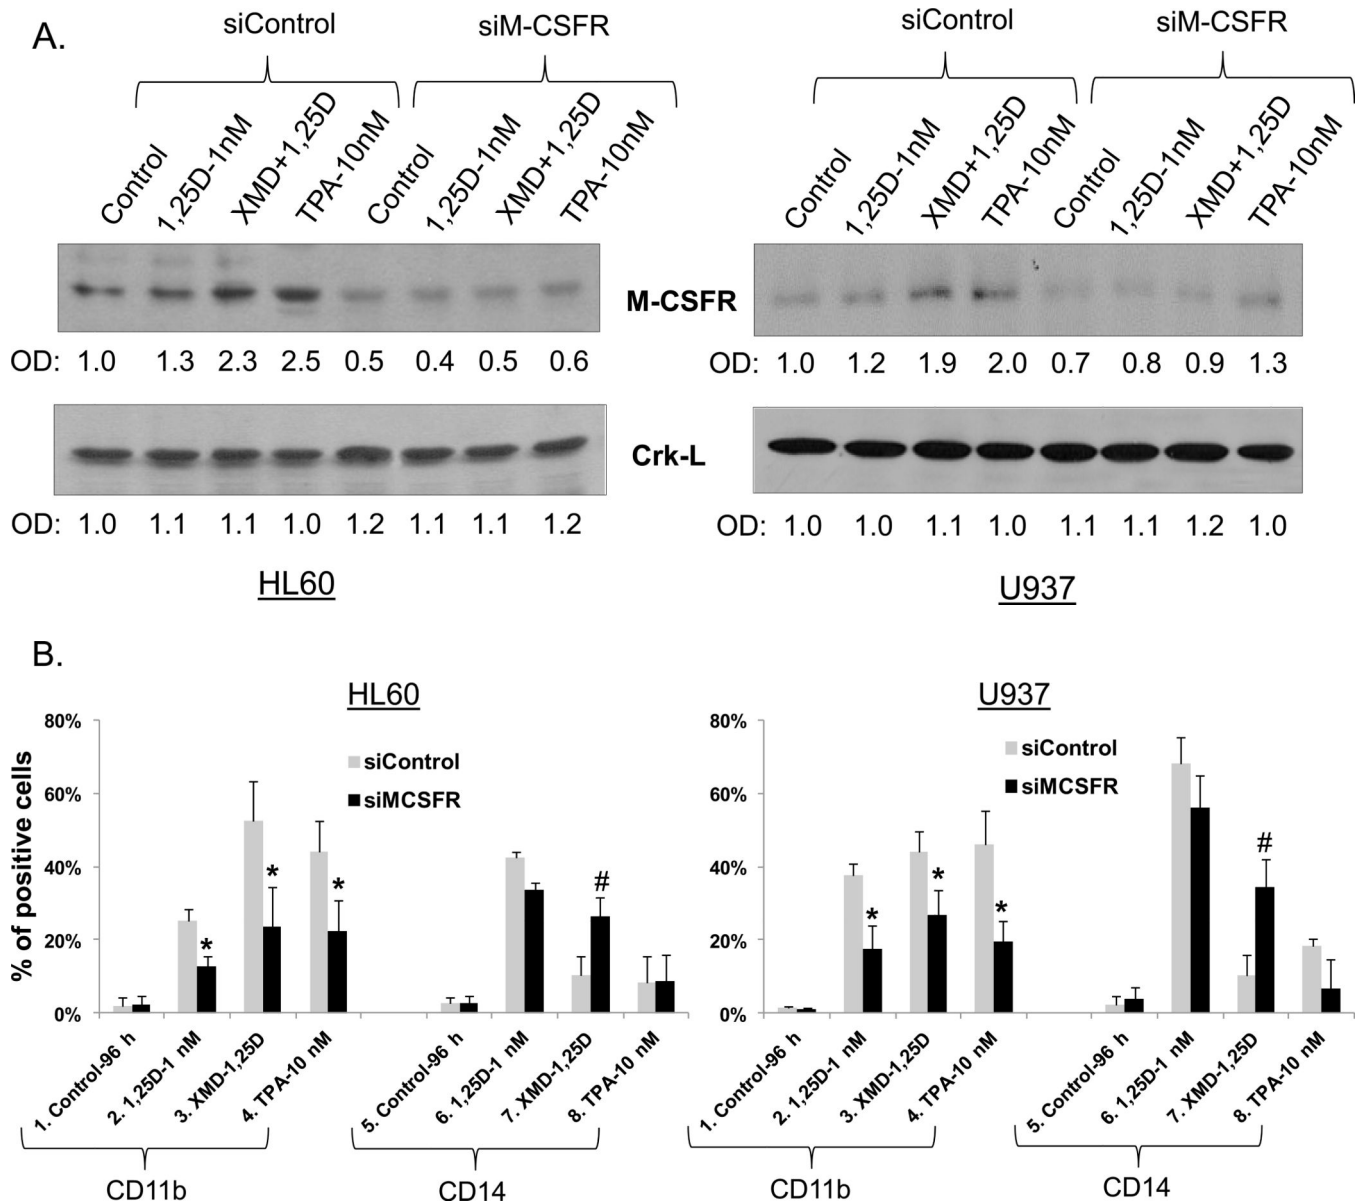 A.
siControl siM-CSFR siControl siM-CSFR
Control 1,25D-1nM XMD+1,25D TPA-10nM Control 1,25D-1nM XMD+1,25D TPA-10nM Control 1,25D-1nM XMD+1,25D TPA-10nM Control 1,25D-1nM XMD+1,25D TPA-10nM
M-CSFR
OD: 1.0 1.3 2.3 2.5 0.5 0.4 0.5 0.6 OD: 1.0 1.2 1.9 2.0 0.7 0.8 0.9 1.3
Crk-L
OD: 1.0 1.1 1.1 1.0 1.2 1.1 1.1 1.2 OD: 1.0 1.0 1.1 1.0 1.1 1.1 1.2 1.0
HL60 U937
B.
HL60
% of positive cells
80%
60%
40%
20%
0%
siControl
siMCSFR
* * * #
1. Control-96 h
2. 1,25D-1 nM
3. XMD-1,25D
4. TPA-10 nM
5. Control-96 h
6. 1,25D-1 nM
7. XMD-1,25D
8. TPA-10 nM
CD11b CD14
U937
80%
60%
40%
20%
0%
siControl
siMCSFR
* * * #
1. Control-96 h
2. 1,25D-1 nM
3. XMD-1,25D
4. TPA-10 nM
5. Control-96 h
6. 1,25D-1 nM
7. XMD-1,25D
8. TPA-10 nM
CD11b CD14